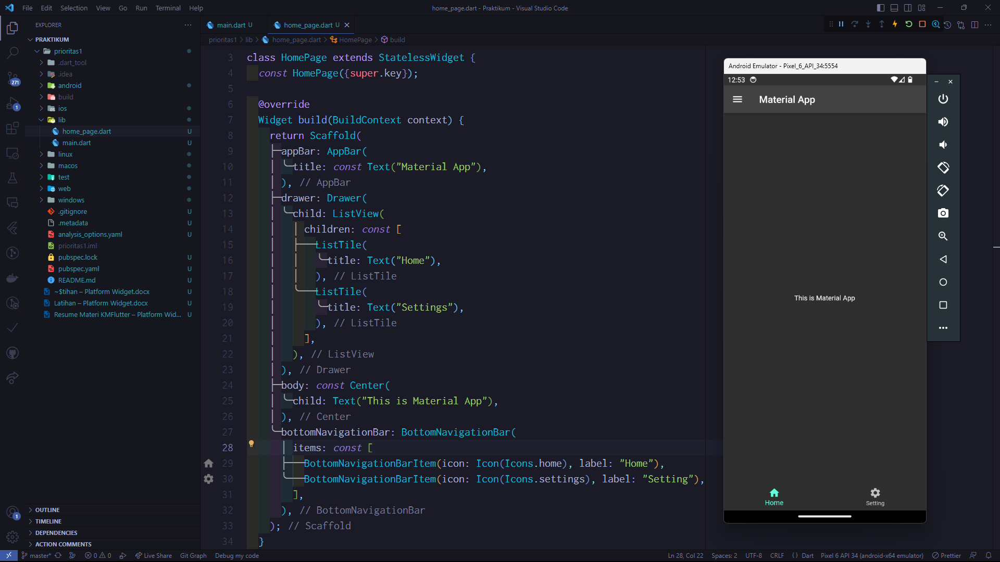 File Edit Selection View Go Run Terminal Help
home_page.dart - Praktikum - Visual Studio Code
EXPLORER
PRAKTIKUM
prioritas1
.dart_tool
.idea
android
build
ios
lib
home_page.dart U
main.dart U
linux
macos
test
web
windows
.gitignore U
.metadata U
analysis_options.yaml U
prioritas1.iml
pubspec.lock U
pubspec.yaml U
README.md U
~$tihan – Platform Widget.docx U
Latihan – Platform Widget.docx U
Resume Materi KMFlutter – Platform Wid... U
OUTLINE
TIMELINE
DEPENDENCIES
ACTION COMMENTS
271
1
1
main.dart U
home_page.dart U
prioritas1 > lib > home_page.dart > HomePage > build
3 class HomePage extends StatelessWidget {
4 const HomePage({super.key});
5
6 @override
7 Widget build(BuildContext context) {
8 return Scaffold(
9 appBar: AppBar(
10 title: const Text("Material App"),
11 ), // AppBar
12 drawer: Drawer(
13 child: ListView(
14 children: const [
15 ListTile(
16 title: Text("Home"),
17 ), // ListTile
18 ListTile(
19 title: Text("Settings"),
20 ), // ListTile
21 ],
22 ), // ListView
23 ), // Drawer
24 body: const Center(
25 child: Text("This is Material App"),
26 ), // Center
27 bottomNavigationBar: BottomNavigationBar(
28 items: const [
29 BottomNavigationBarItem(icon: Icon(Icons.home), label: "Home"),
30 BottomNavigationBarItem(icon: Icon(Icons.settings), label: "Setting"),
31 ],
32 ), // BottomNavigationBar
33 ); // Scaffold
34 }
Android Emulator - Pixel_6_API_34:5554
12:53
Material App
This is Material App
Home
Setting
master* 0 0 Live Share Git Graph Debug my code
Ln 28, Col 22 Spaces: 2 UTF-8 CRLF {} Dart Pixel 6 API 34 (android-x64 emulator) Prettier